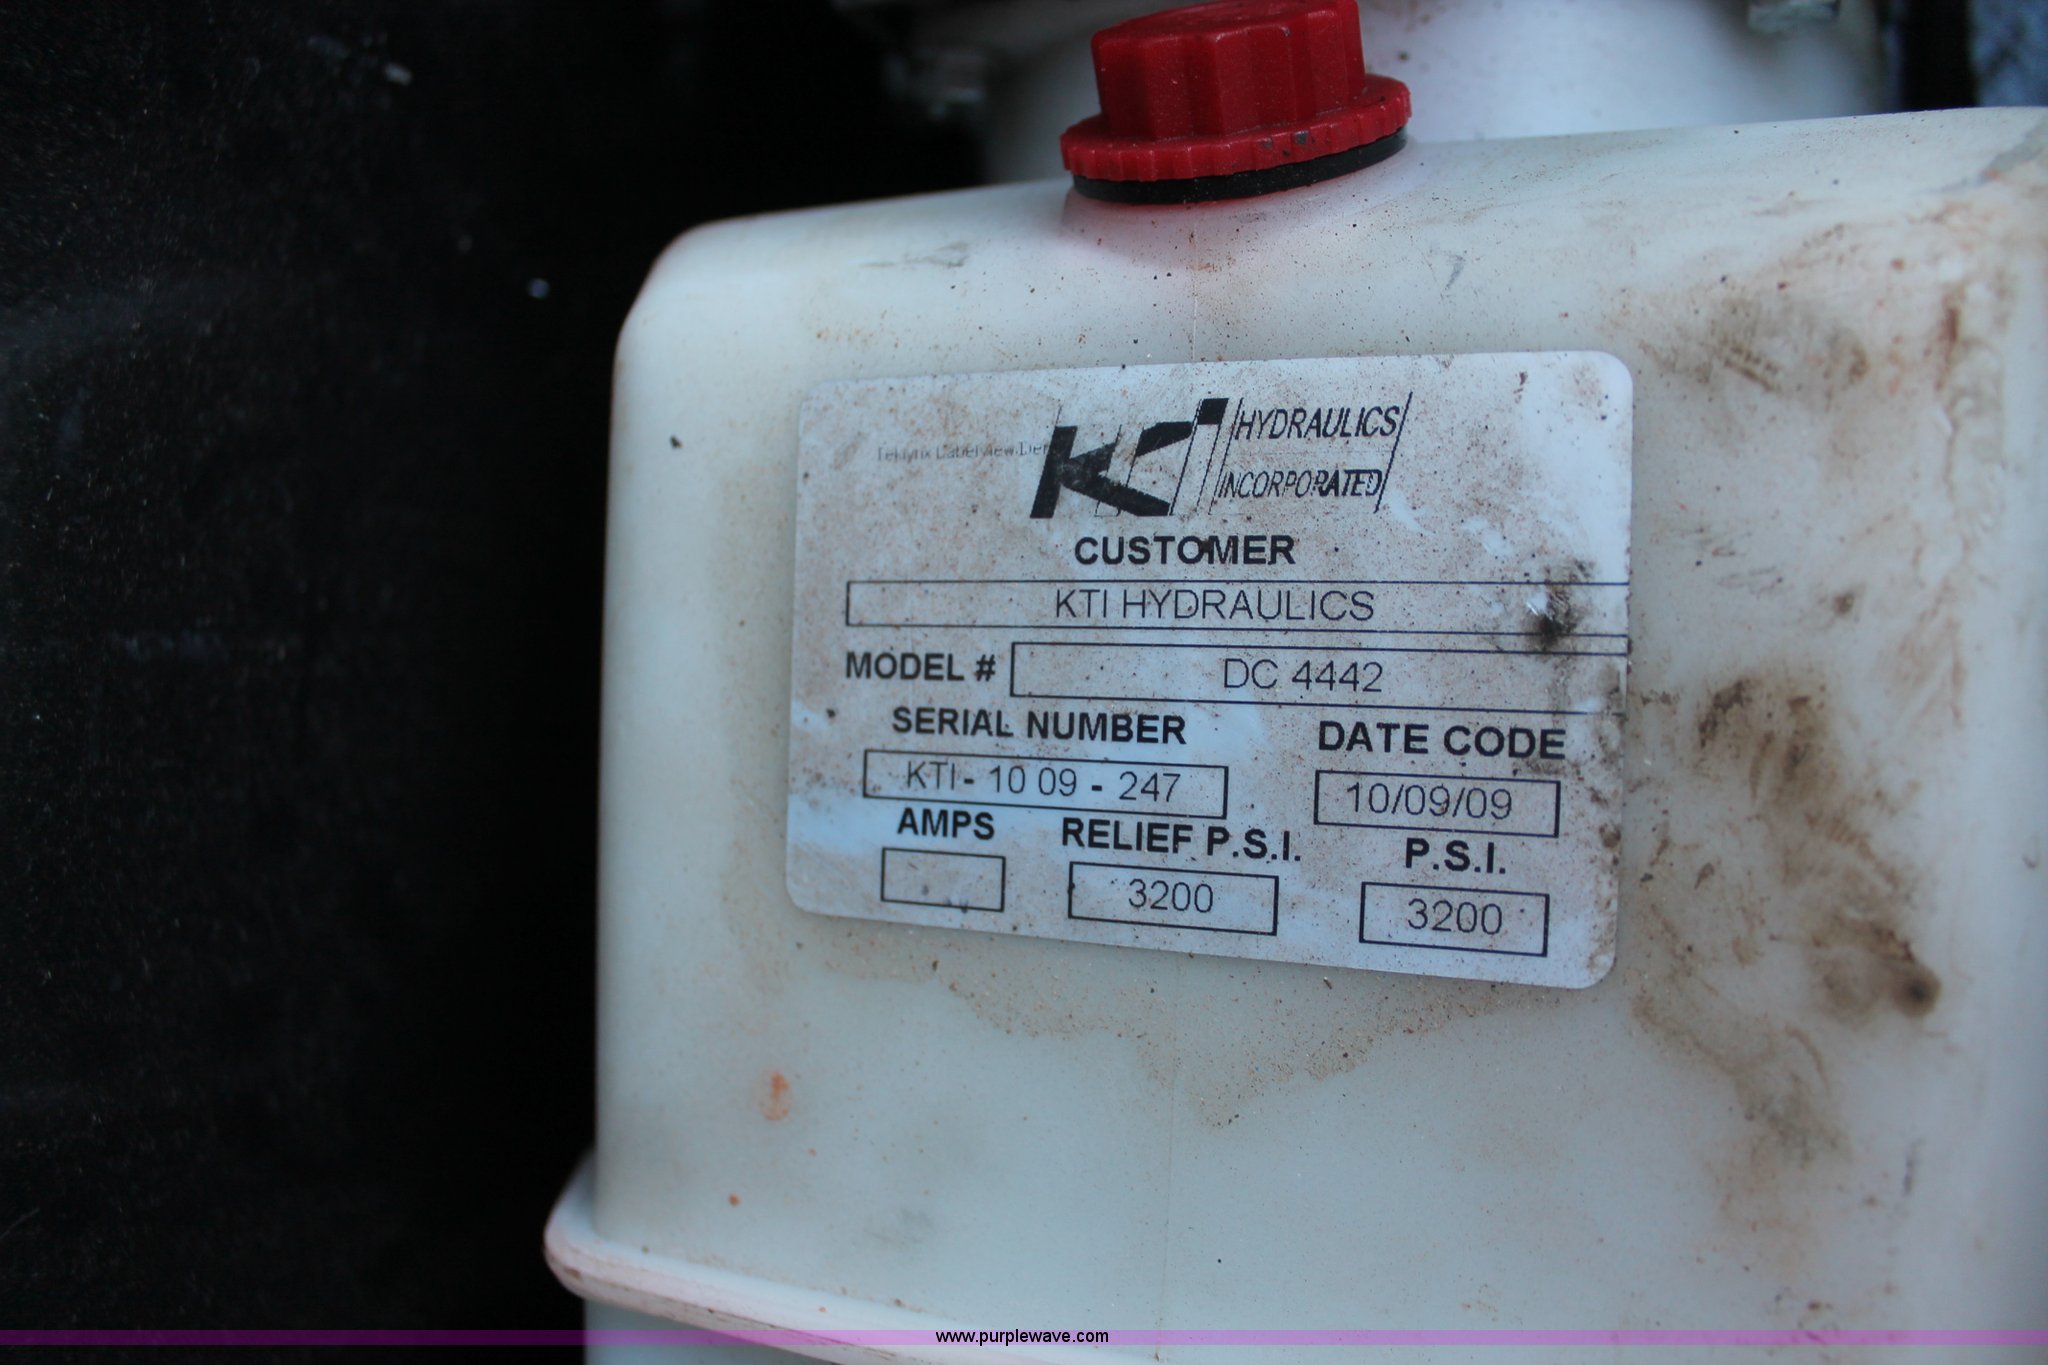 KTI HYDRAULICS
INCORPORATED
CUSTOMER
KTI HYDRAULICS
MODEL # DC 4442
SERIAL NUMBER DATE CODE
KTI- 10 09 - 247 10/09/09
AMPS RELIEF P.S.I. P.S.I.
3200 3200
www.purplewave.com